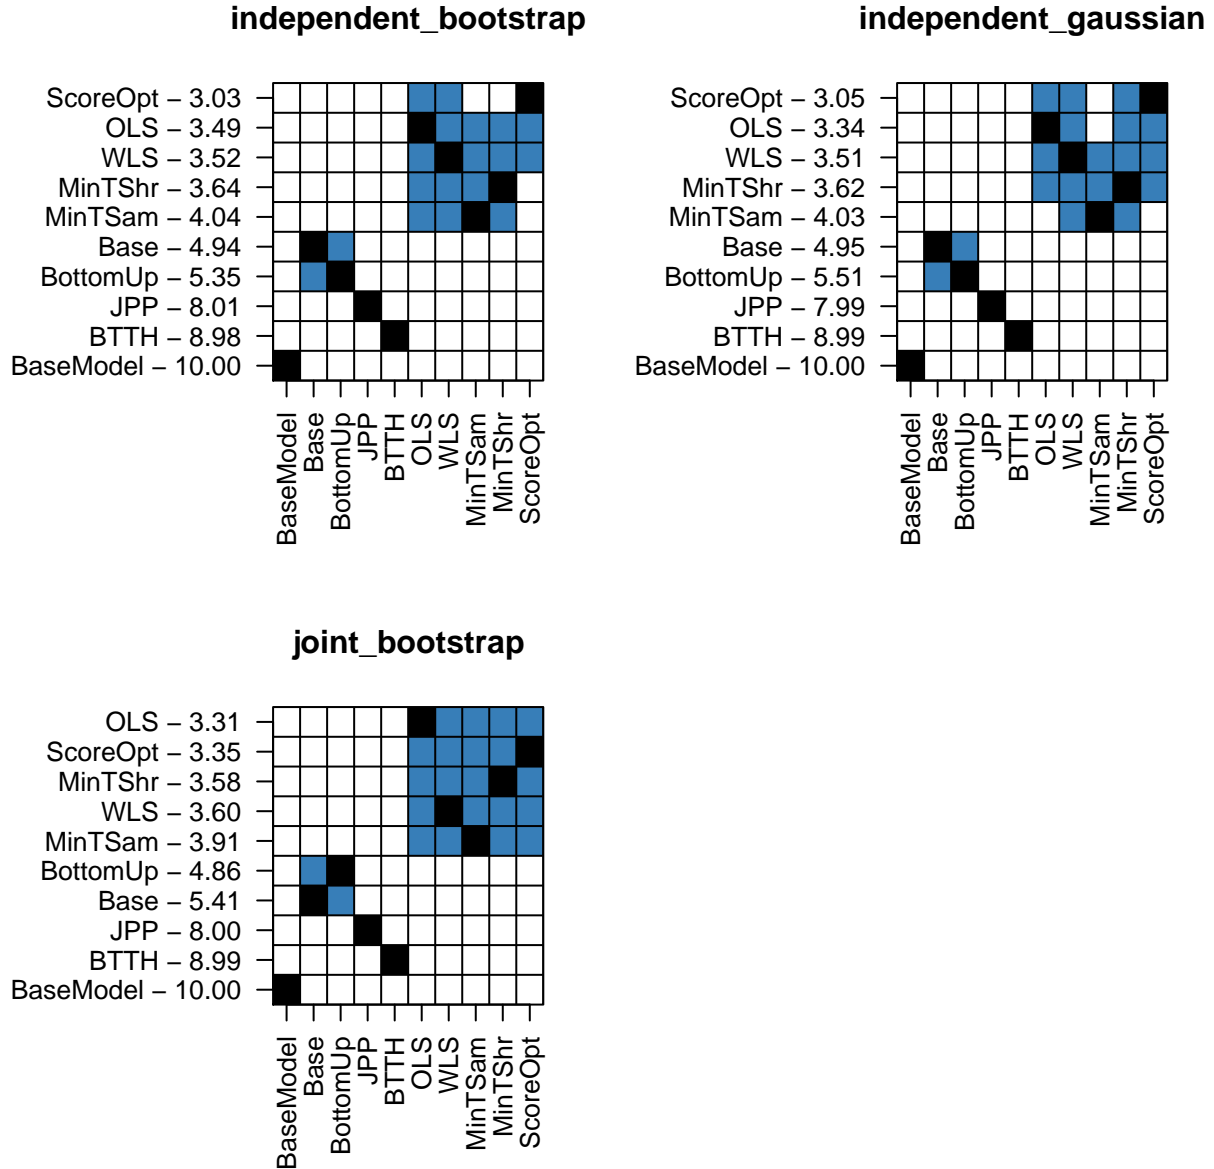 independent_bootstrap
ScoreOpt – 3.03
OLS – 3.49
WLS – 3.52
MinTShr – 3.64
MinTSam – 4.04
Base – 4.94
BottomUp – 5.35
JPP – 8.01
BTTH – 8.98
BaseModel – 10.00
BaseModel
Base
BottomUp
JPP
BTTH
OLS
WLS
MinTSam
MinTShr
ScoreOpt
independent_gaussian
ScoreOpt – 3.05
OLS – 3.34
WLS – 3.51
MinTShr – 3.62
MinTSam – 4.03
Base – 4.95
BottomUp – 5.51
JPP – 7.99
BTTH – 8.99
BaseModel – 10.00
BaseModel
Base
BottomUp
JPP
BTTH
OLS
WLS
MinTSam
MinTShr
ScoreOpt
joint_bootstrap
OLS – 3.31
ScoreOpt – 3.35
MinTShr – 3.58
WLS – 3.60
MinTSam – 3.91
BottomUp – 4.86
Base – 5.41
JPP – 8.00
BTTH – 8.99
BaseModel – 10.00
BaseModel
Base
BottomUp
JPP
BTTH
OLS
WLS
MinTSam
MinTShr
ScoreOpt